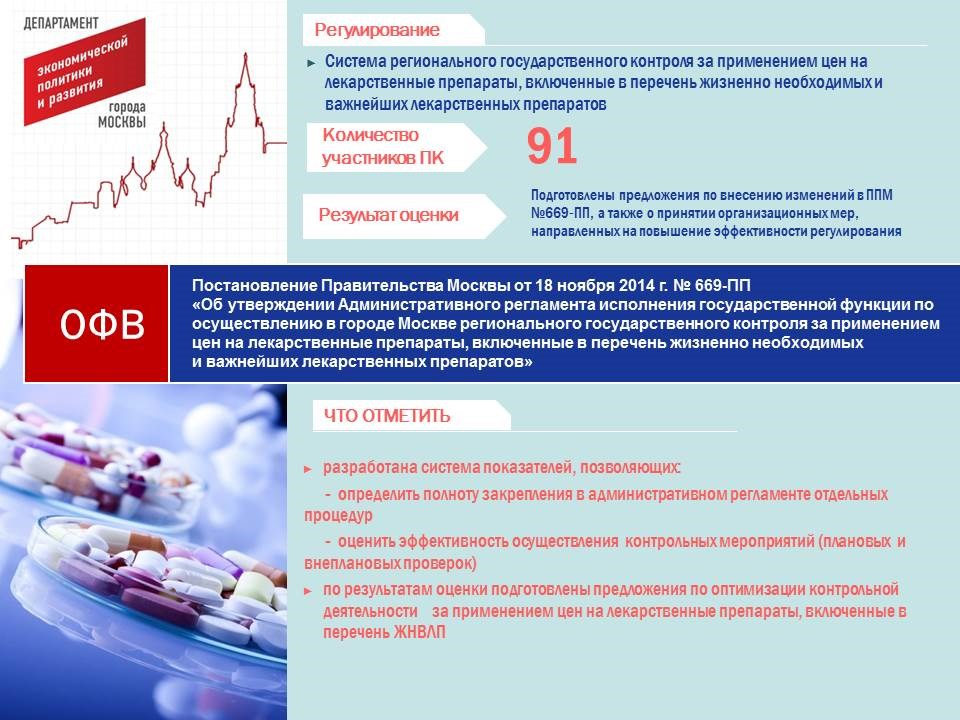 ДЕПАРТАМЕНТ
экономической
политики
и развития
города
МОСКВЫ
Регулирование
► Система регионального государственного контроля за применением цен на
лекарственные препараты, включенные в перечень жизненно необходимых и
важнейших лекарственных препаратов
Количество
участников ПК
91
Результат оценки
Подготовлены предложения по внесению изменений в ППМ
№669-ПП, а также о принятии организационных мер,
направленных на повышение эффективности регулирования
ОФВ
Постановление Правительства Москвы от 18 ноября 2014 г. № 669-ПП
«Об утверждении Административного регламента исполнения государственной функции по
осуществлению в городе Москве регионального государственного контроля за применением
цен на лекарственные препараты, включенные в перечень жизненно необходимых
и важнейших лекарственных препаратов»
ЧТО ОТМЕТИТЬ
► разработана система показателей, позволяющих:
- определить полноту закрепления в административном регламенте отдельных
процедур
- оценить эффективность осуществления контрольных мероприятий (плановых и
внеплановых проверок)
► по результатам оценки подготовлены предложения по оптимизации контрольной
деятельности за применением цен на лекарственные препараты, включенные в
перечень ЖНВЛП